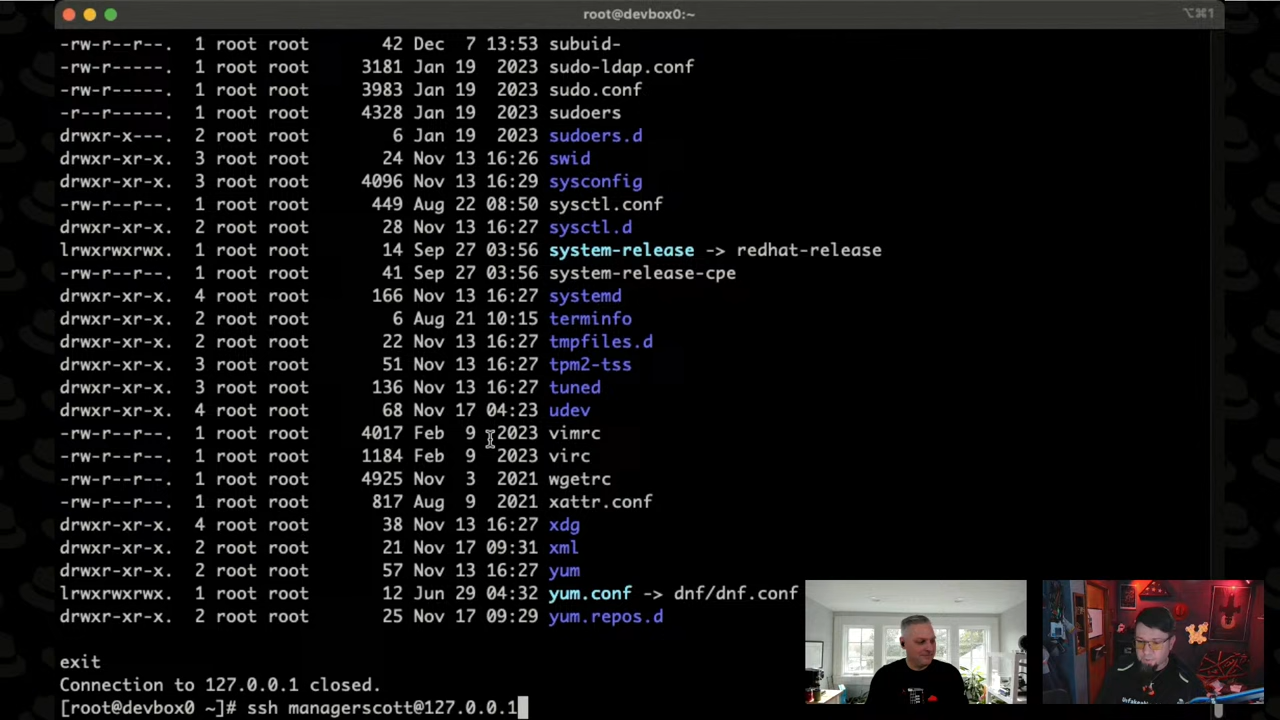 root@devbox0:~
⌥⌘1
-rw-r--r--. 1 root root 42 Dec 7 13:53 subuid-
-rw-r-----. 1 root root 3181 Jan 19 2023 sudo-ldap.conf
-rw-r-----. 1 root root 3983 Jan 19 2023 sudo.conf
-r--r-----. 1 root root 4328 Jan 19 2023 sudoers
drwxr-x---. 2 root root 6 Jan 19 2023 sudoers.d
drwxr-xr-x. 3 root root 24 Nov 13 16:26 swid
drwxr-xr-x. 3 root root 4096 Nov 13 16:29 sysconfig
-rw-r--r--. 1 root root 449 Aug 22 08:50 sysctl.conf
drwxr-xr-x. 2 root root 28 Nov 13 16:27 sysctl.d
lrwxrwxrwx. 1 root root 14 Sep 27 03:56 system-release -> redhat-release
-rw-r--r--. 1 root root 41 Sep 27 03:56 system-release-cpe
drwxr-xr-x. 4 root root 166 Nov 13 16:27 systemd
drwxr-xr-x. 2 root root 6 Aug 21 10:15 terminfo
drwxr-xr-x. 2 root root 22 Nov 13 16:27 tmpfiles.d
drwxr-xr-x. 3 root root 51 Nov 13 16:27 tpm2-tss
drwxr-xr-x. 3 root root 136 Nov 13 16:27 tuned
drwxr-xr-x. 4 root root 68 Nov 17 04:23 udev
-rw-r--r--. 1 root root 4017 Feb 9 2023 vimrc
-rw-r--r--. 1 root root 1184 Feb 9 2023 virc
-rw-r--r--. 1 root root 4925 Nov 3 2021 wgetrc
-rw-r--r--. 1 root root 817 Aug 9 2021 xattr.conf
drwxr-xr-x. 4 root root 38 Nov 13 16:27 xdg
drwxr-xr-x. 2 root root 21 Nov 17 09:31 xml
drwxr-xr-x. 2 root root 57 Nov 13 16:27 yum
lrwxrwxrwx. 1 root root 12 Jun 29 04:32 yum.conf -> dnf/dnf.conf
drwxr-xr-x. 2 root root 25 Nov 17 09:29 yum.repos.d
exit
Connection to 127.0.0.1 closed.
[root@devbox0 ~]# ssh managerscott@127.0.0.1